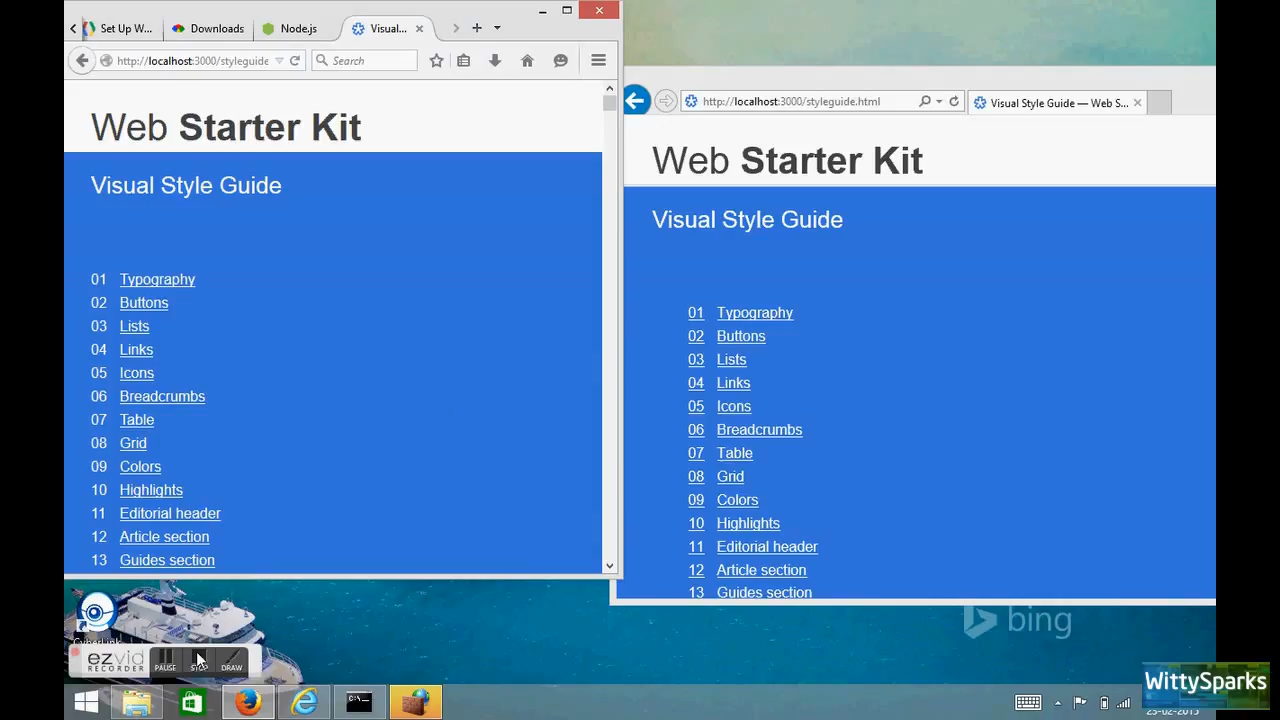 Set Up W...
Downloads
Node.js
Visual...
http://localhost:3000/styleguide
Search
Web Starter Kit
Visual Style Guide
01 Typography
02 Buttons
03 Lists
04 Links
05 Icons
06 Breadcrumbs
07 Table
08 Grid
09 Colors
10 Highlights
11 Editorial header
12 Article section
13 Guides section
http://localhost:3000/styleguide.html
Visual Style Guide — Web S...
Web Starter Kit
Visual Style Guide
01 Typography
02 Buttons
03 Lists
04 Links
05 Icons
06 Breadcrumbs
07 Table
08 Grid
09 Colors
10 Highlights
11 Editorial header
12 Article section
13 Guides section
bing
CyberLink
ezvid
RECORDER
PAUSE
STOP
DRAW
WittySparks
23-02-2015